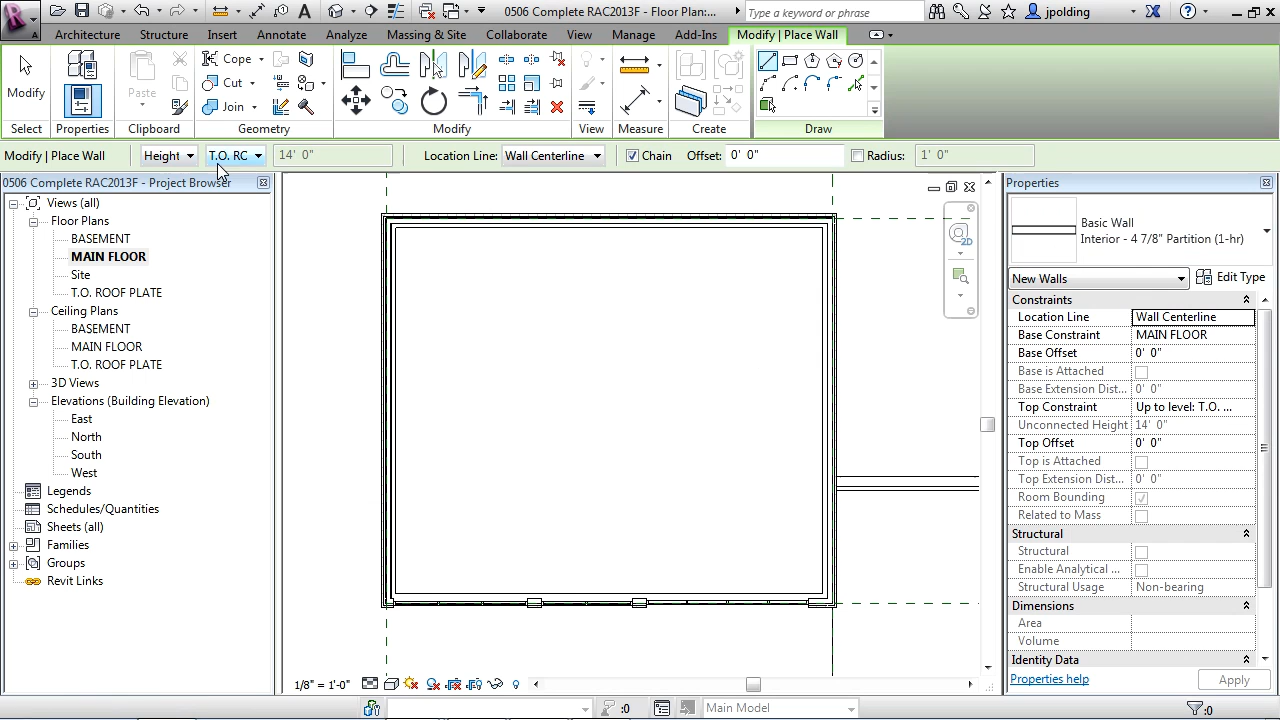 0506 Complete RAC2013F - Floor Plan:...
Type a keyword or phrase
jpolding
Architecture
Structure
Insert
Annotate
Analyze
Massing & Site
Collaborate
View
Manage
Add-Ins
Modify | Place Wall
Modify
Paste
Cope
Cut
Join
Select
Properties
Clipboard
Geometry
Modify
View
Measure
Create
Draw
Modify | Place Wall
Height
T.O. RC
14' 0"
Location Line:
Wall Centerline
Chain
Offset:
0' 0"
Radius:
1' 0"
0506 Complete RAC2013F - Project Browser
Views (all)
Floor Plans
BASEMENT
MAIN FLOOR
Site
T.O. ROOF PLATE
Ceiling Plans
BASEMENT
MAIN FLOOR
T.O. ROOF PLATE
3D Views
Elevations (Building Elevation)
East
North
South
West
Legends
Schedules/Quantities
Sheets (all)
Families
Groups
Revit Links
2D
1/8" = 1'-0"
Properties
Basic Wall
Interior - 4 7/8" Partition (1-hr)
New Walls
Edit Type
Constraints
Location Line Wall Centerline
Base Constraint MAIN FLOOR
Base Offset 0' 0"
Base is Attached
Base Extension Dist... 0' 0"
Top Constraint Up to level: T.O. ...
Unconnected Height 14' 0"
Top Offset 0' 0"
Top is Attached
Top Extension Dist... 0' 0"
Room Bounding
Related to Mass
Structural
Structural
Enable Analytical ...
Structural Usage Non-bearing
Dimensions
Area
Volume
Identity Data
Properties help
Apply
:0
Main Model
:0